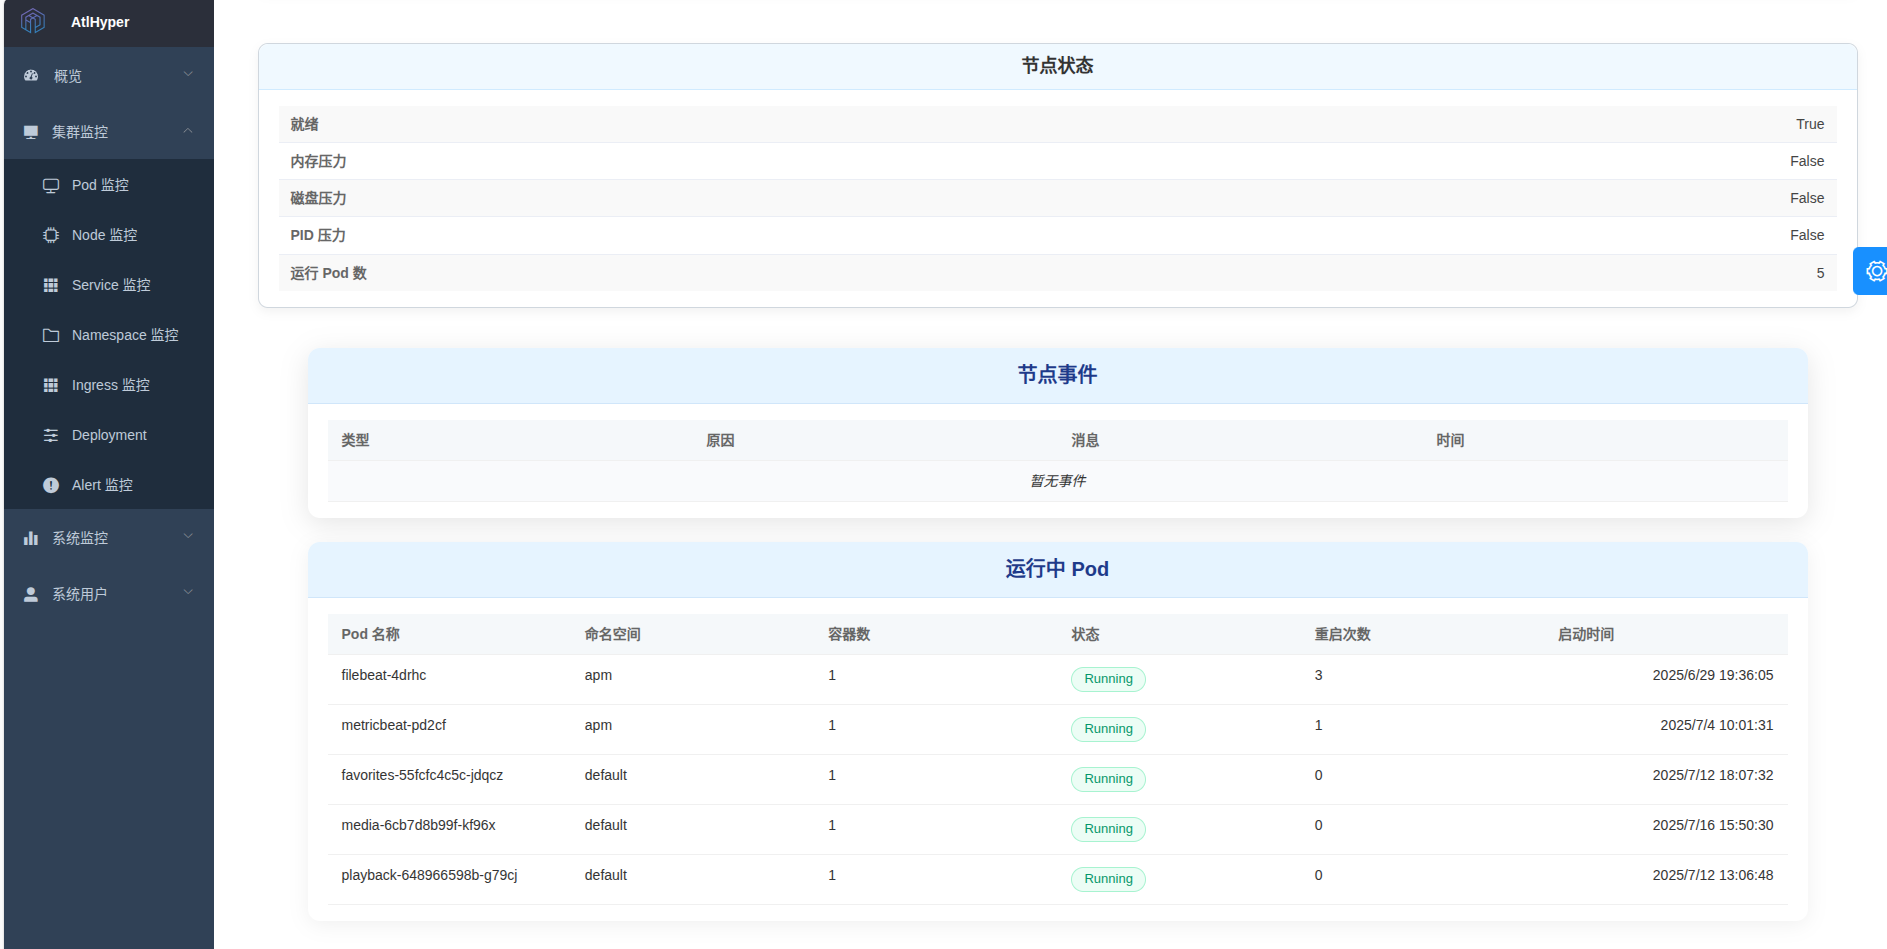 AtlHyper
概览
集群监控
Pod 监控
Node 监控
Service 监控
Namespace 监控
Ingress 监控
Deployment
Alert 监控
系统监控
系统用户
节点状态
就绪 True
内存压力 False
磁盘压力 False
PID 压力 False
运行 Pod 数 5
节点事件
类型 原因 消息 时间
暂无事件
运行中 Pod
Pod 名称 命名空间 容器数 状态 重启次数 启动时间
filebeat-4drhc apm 1 Running 3 2025/6/29 19:36:05
metricbeat-pd2cf apm 1 Running 1 2025/7/4 10:01:31
favorites-55fcfc4c5c-jdqcz default 1 Running 0 2025/7/12 18:07:32
media-6cb7d8b99f-kf96x default 1 Running 0 2025/7/16 15:50:30
playback-648966598b-g79cj default 1 Running 0 2025/7/12 13:06:48